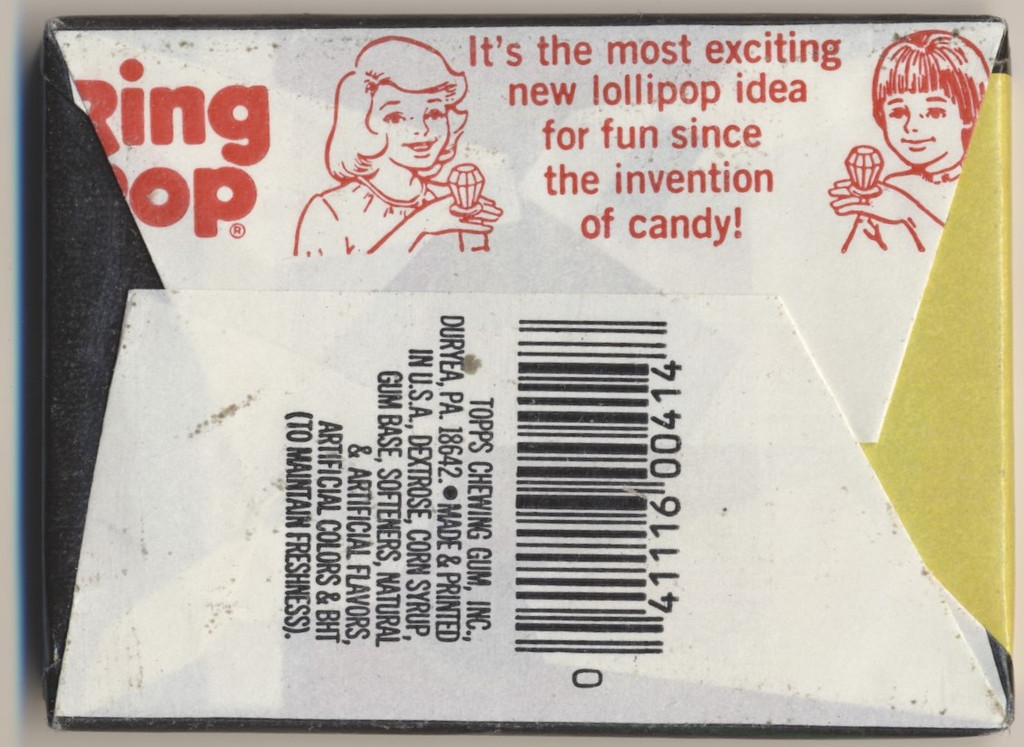 Ring
Pop®
It's the most exciting
new lollipop idea
for fun since
the invention
of candy!
TOPPS CHEWING GUM, INC.,
DURYEA, PA. 18642. • MADE & PRINTED
IN U.S.A., DEXTROSE, CORN SYRUP,
GUM BASE, SOFTENERS, NATURAL
& ARTIFICIAL FLAVORS,
ARTIFICIAL COLORS & BHT
(TO MAINTAIN FRESHNESS).
0 41116 00414